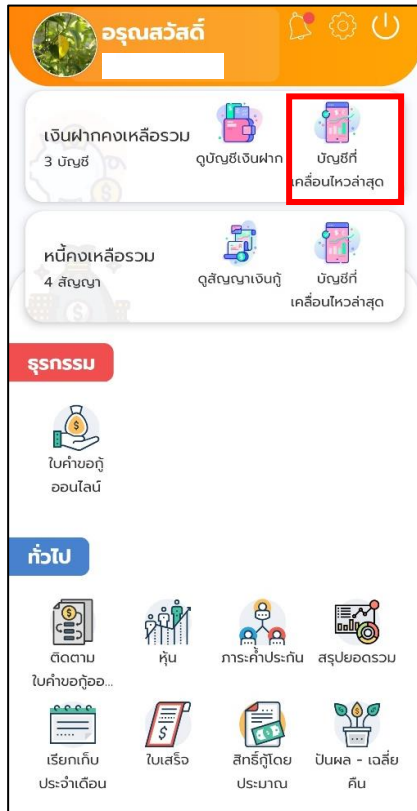 อรุณสวัสดิ์
เงินฝากคงเหลือรวม
3 บัญชี
ดูบัญชีเงินฝาก
บัญชีที่
เคลื่อนไหวล่าสุด
หนี้คงเหลือรวม
4 สัญญา
ดูสัญญาเงินกู้
บัญชีที่
เคลื่อนไหวล่าสุด
ธุรกรรม
ใบคำขอกู้
ออนไลน์
ทั่วไป
ติดตาม
ใบคำขอกู้ออ...
หุ้น
ภาระค้ำประกัน
สรุปยอดรวม
เรียกเก็บ
ประจำเดือน
ใบเสร็จ
สิทธิ์กู้โดย
ประมาณ
ปันผล - เฉลี่ย
คืน